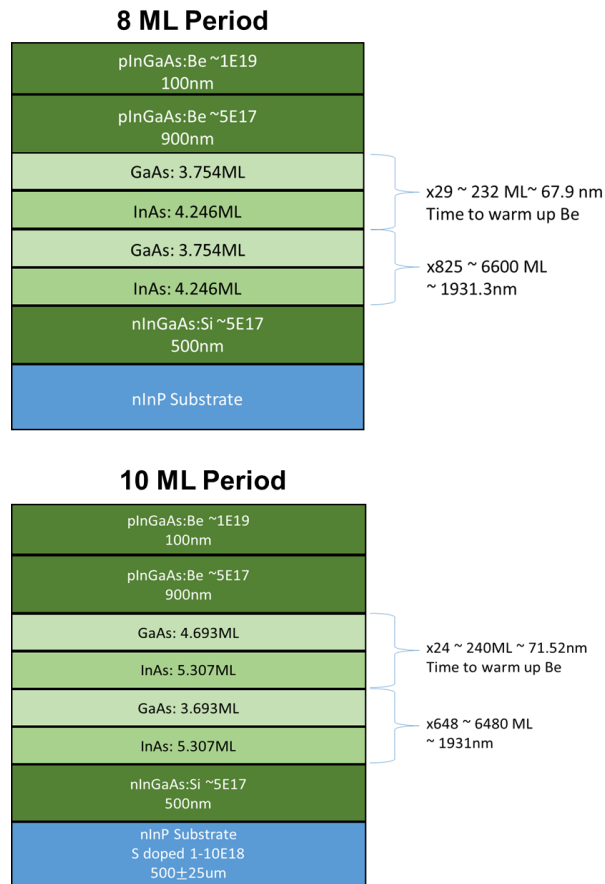 8 ML Period
pInGaAs:Be ~1E19
100nm
pInGaAs:Be ~5E17
900nm
GaAs: 3.754ML
InAs: 4.246ML
x29 ~ 232 ML~ 67.9 nm
Time to warm up Be
GaAs: 3.754ML
InAs: 4.246ML
x825 ~ 6600 ML
~ 1931.3nm
nInGaAs:Si ~5E17
500nm
nInP Substrate
10 ML Period
pInGaAs:Be ~1E19
100nm
pInGaAs:Be ~5E17
900nm
GaAs: 4.693ML
InAs: 5.307ML
x24 ~ 240ML ~ 71.52nm
Time to warm up Be
GaAs: 3.693ML
InAs: 5.307ML
x648 ~ 6480 ML
~ 1931nm
nInGaAs:Si ~5E17
500nm
nInP Substrate
S doped 1-10E18
500±25um